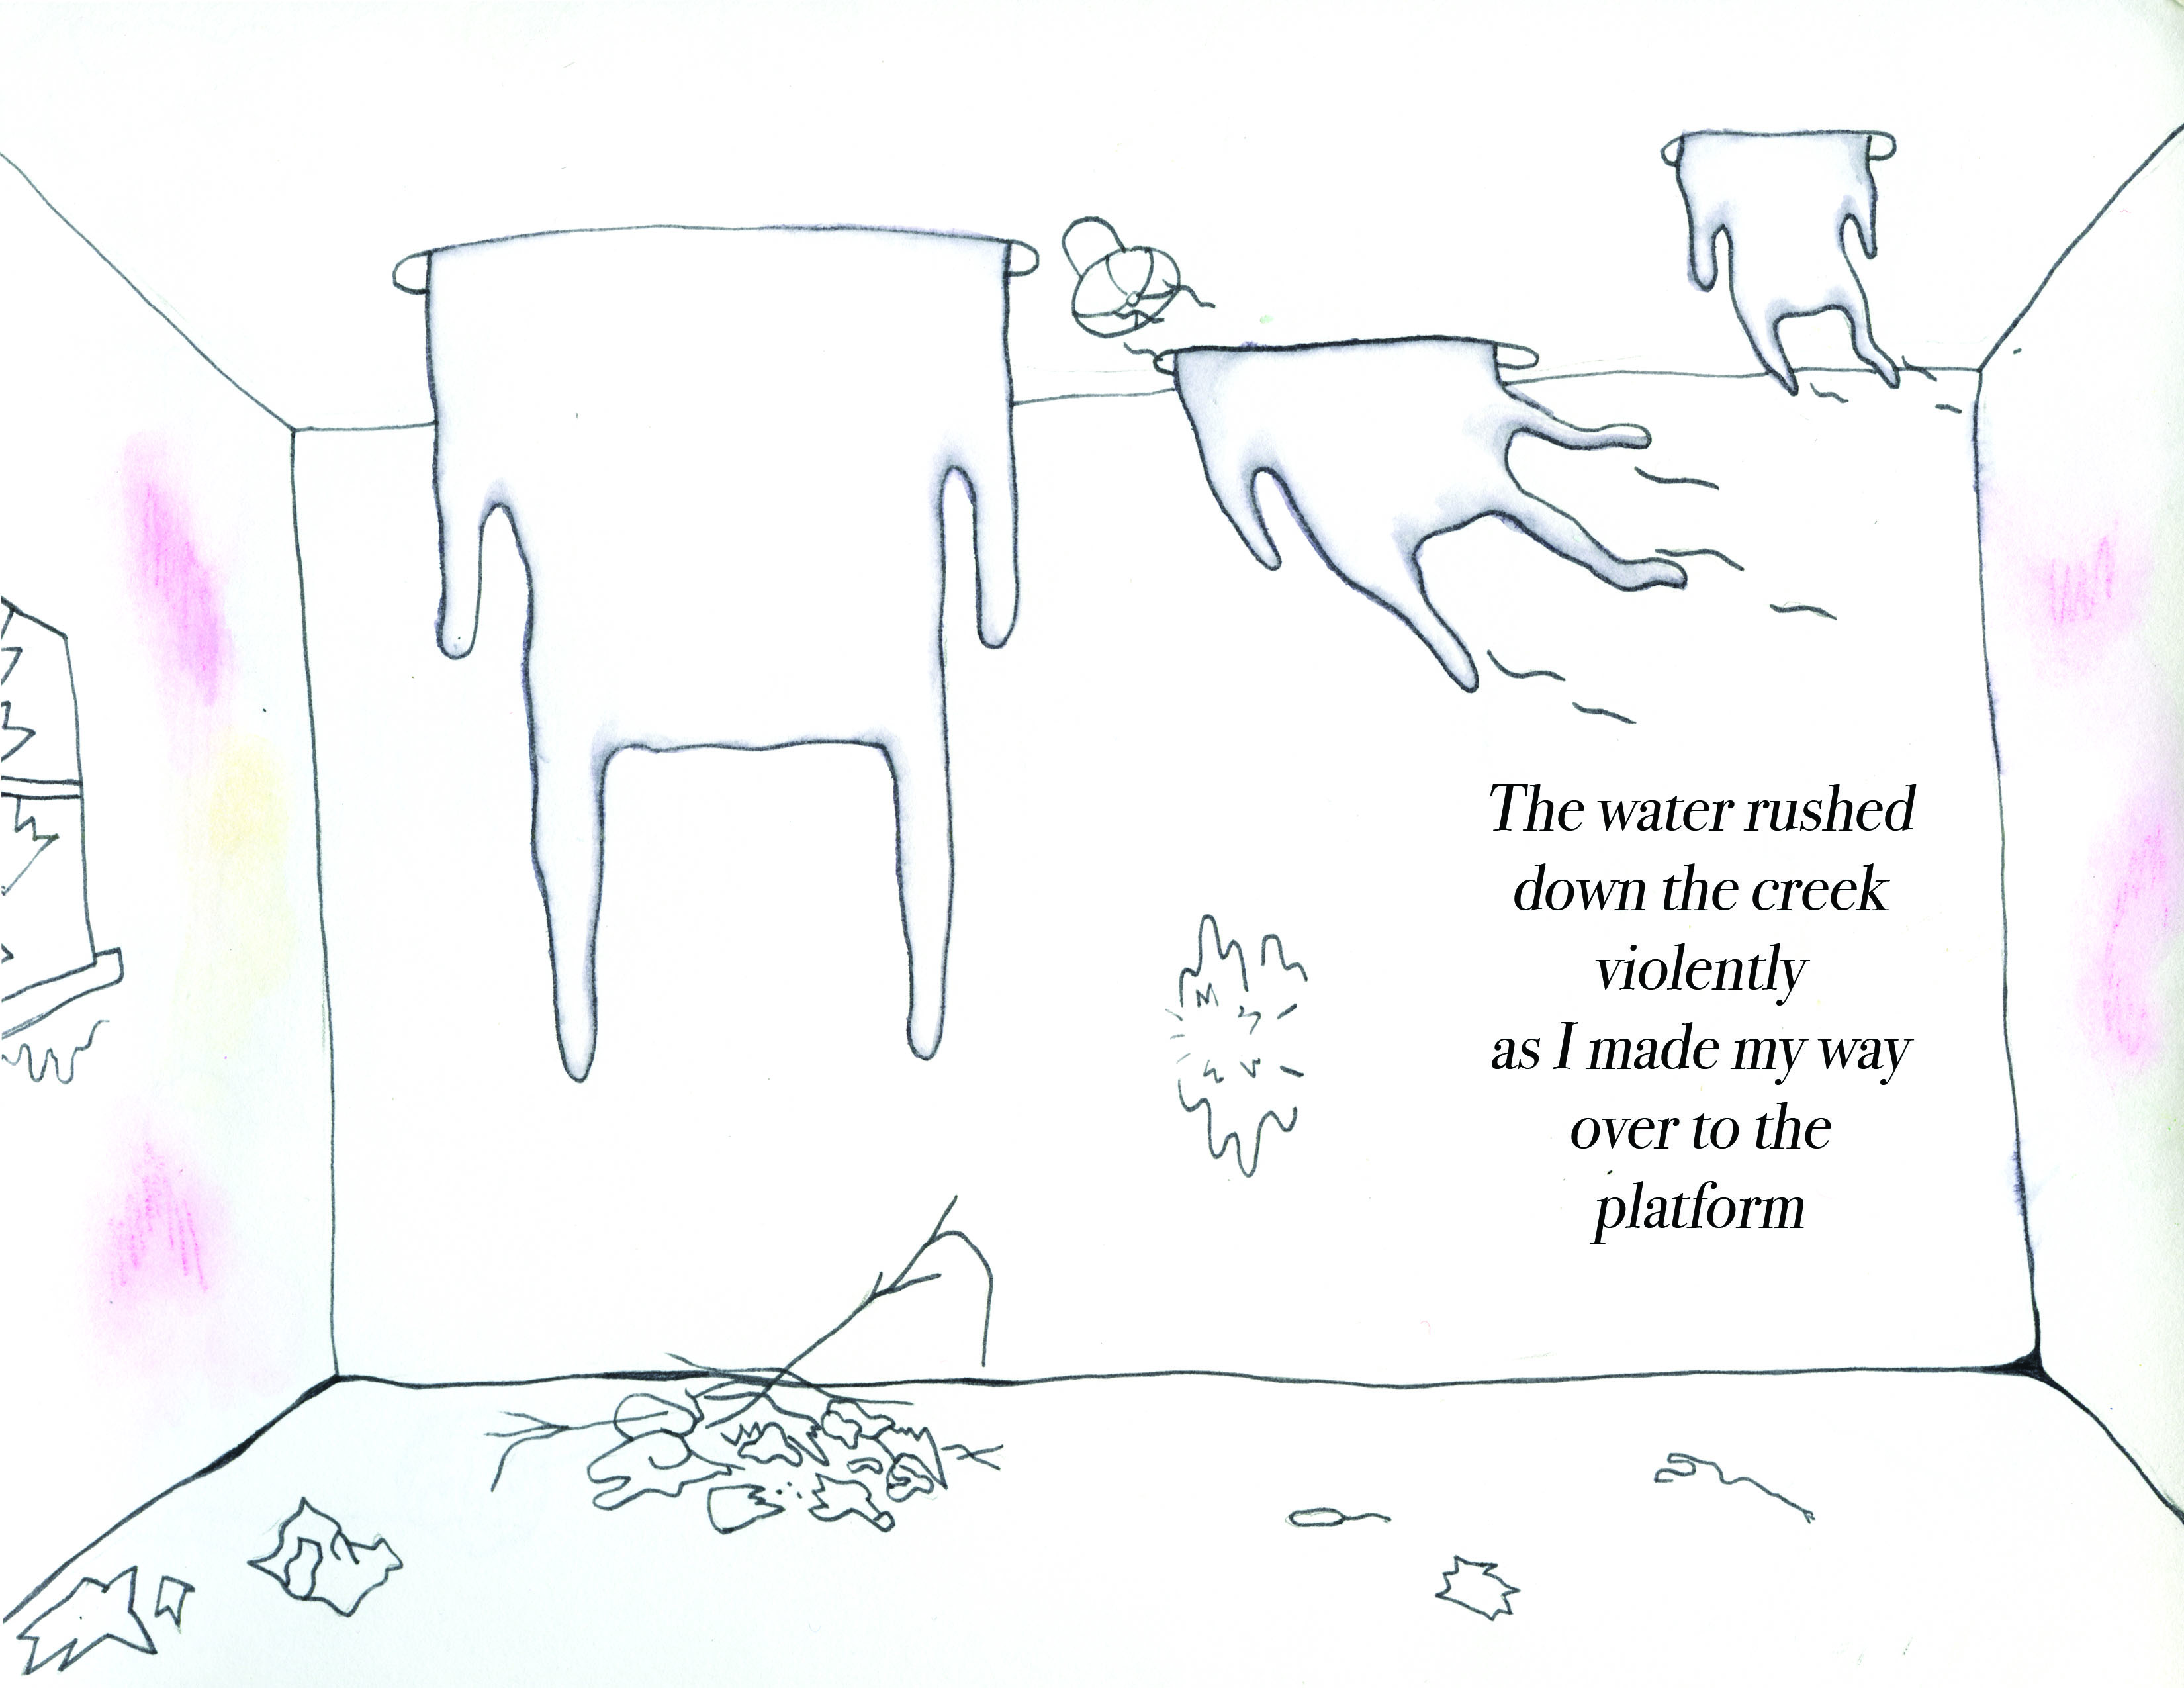 The water rushed
down the creek
violently
as I made my way
over to the
platform